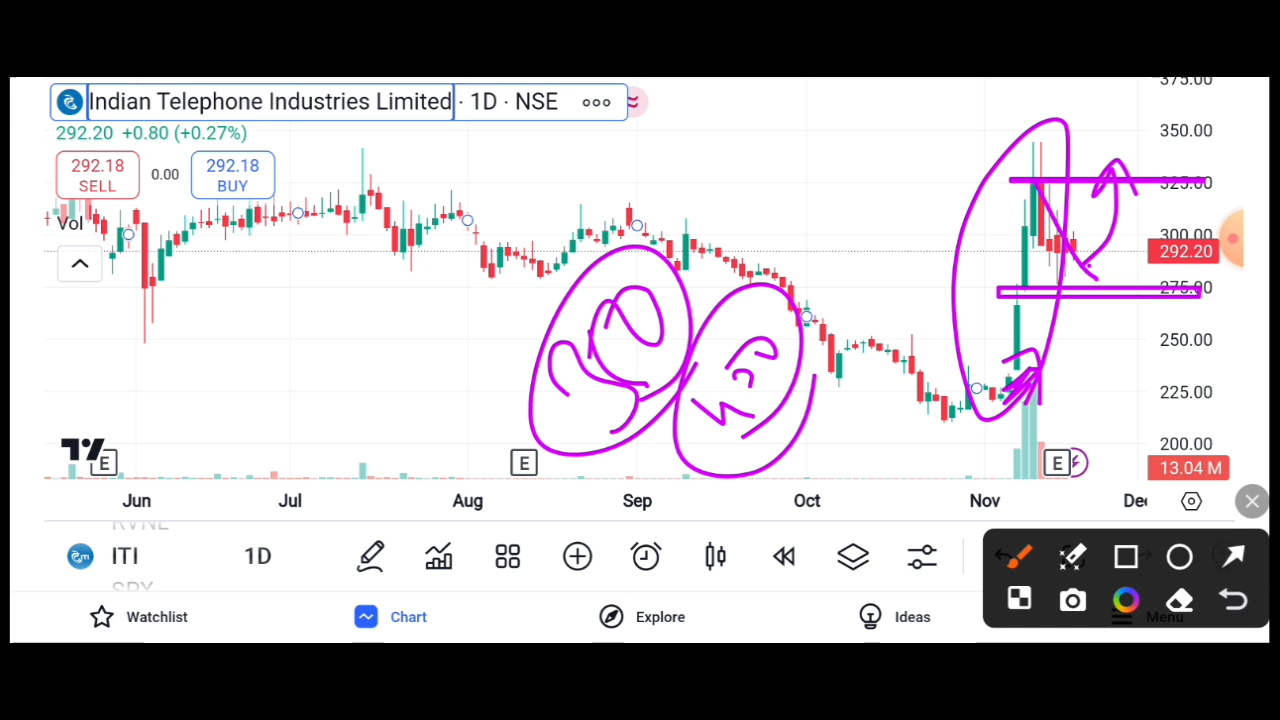 375.00
Indian Telephone Industries Limited · 1D · NSE
292.20 +0.80 (+0.27%)
350.00
292.18 SELL
0.00
292.18 BUY
325.00
Vol
300.00
292.20
275.00
250.00
225.00
200.00
E
E
E
13.04 M
Jun Jul Aug Sep Oct Nov Dec
RVNL
ITI 1D
SPX
Watchlist
Chart
Explore
Ideas
Menu